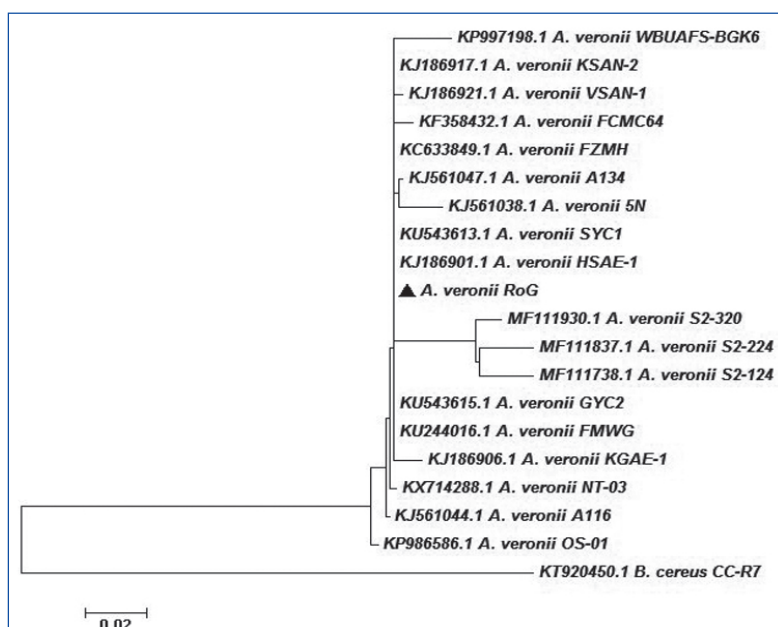 KP997198.1 A. veronii WBUAFS-BGK6
KJ186917.1 A. veronii KSAN-2
KJ186921.1 A. veronii VSAN-1
KF358432.1 A. veronii FCMC64
KC633849.1 A. veronii FZMH
KJ561047.1 A. veronii A134
KJ561038.1 A. veronii 5N
KU543613.1 A. veronii SYC1
KJ186901.1 A. veronii HSAE-1
A. veronii RoG
MF111930.1 A. veronii S2-320
MF111837.1 A. veronii S2-224
MF111738.1 A. veronii S2-124
KU543615.1 A. veronii GYC2
KU244016.1 A. veronii FMWG
KJ186906.1 A. veronii KGAE-1
KX714288.1 A. veronii NT-03
KJ561044.1 A. veronii A116
KP986586.1 A. veronii OS-01
KT920450.1 B. cereus CC-R7
0.02